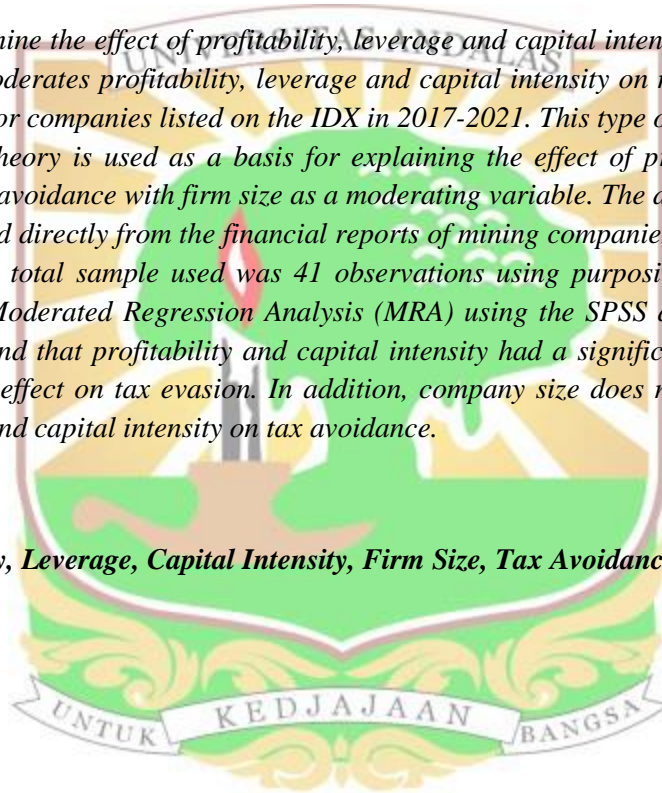 mine the effect of profitability, leverage and capital inten
UNIVERSITAS ANDALAS
oderates profitability, leverage and capital intensity on
or companies listed on the IDX in 2017-2021. This type o
heory is used as a basis for explaining the effect of p
avoidance with firm size as a moderating variable. The
d directly from the financial reports of mining companie
total sample used was 41 observations using purposi
Moderated Regression Analysis (MRA) using the SPSS
nd that profitability and capital intensity had a signific
effect on tax evasion. In addition, company size does
nd capital intensity on tax avoidance.
y, Leverage, Capital Intensity, Firm Size, Tax Avoidanc
UNTUK KEDJAJAAN BANGSA